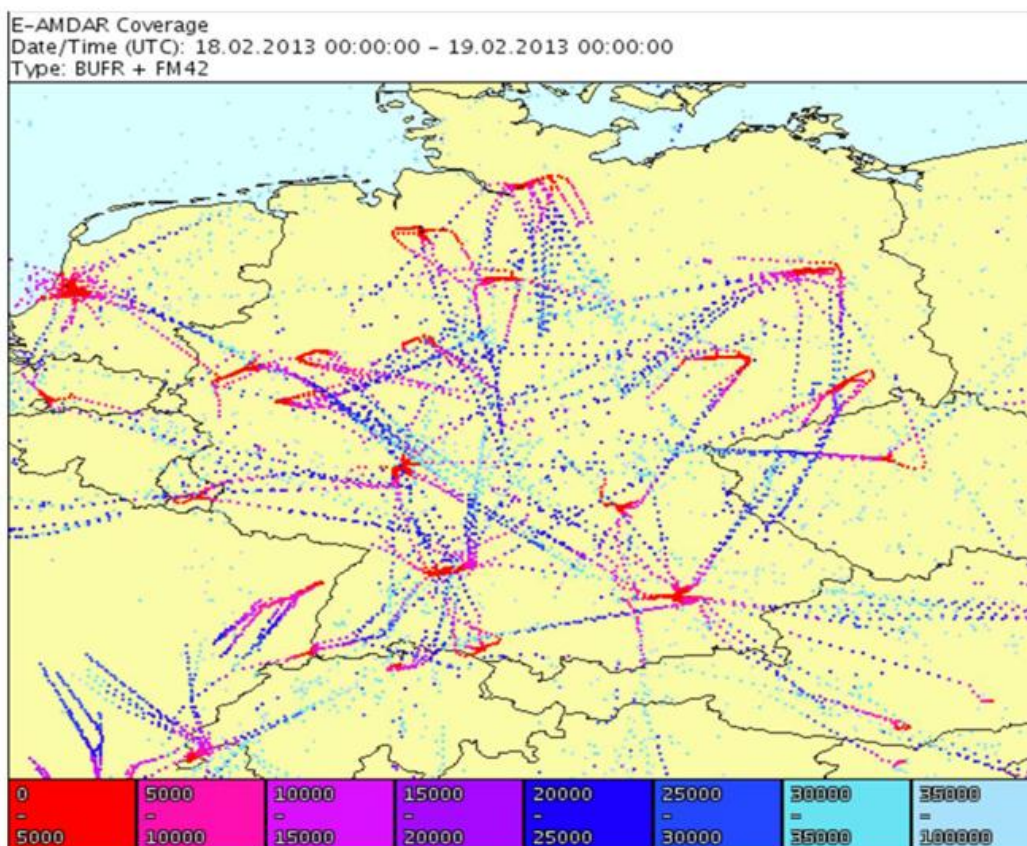 E-AMDAR Coverage
Date/Time (UTC): 18.02.2013 00:00:00 - 19.02.2013 00:00:00
Type: BUFR + FM42
0 - 5000
5000 - 10000
10000 - 15000
15000 - 20000
20000 - 25000
25000 - 30000
30000 - 35000
35000 - 100000